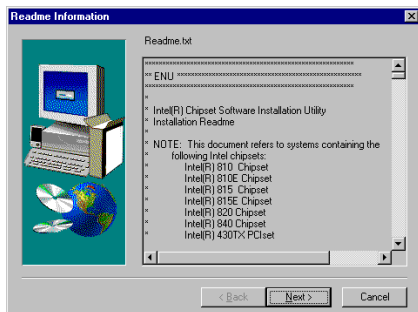 Readme Information
Readme.txt
************************************************************
** ENU ******************************************************
************************************************************
*
* Intel(R) Chipset Software Installation Utility
* Installation Readme
*
* NOTE:  This document refers to systems containing the
* following Intel chipsets:
* Intel(R) 810  Chipset
* Intel(R) 810E Chipset
* Intel(R) 815  Chipset
* Intel(R) 815E Chipset
* Intel(R) 820 Chipset
* Intel(R) 840 Chipset
* Intel(R) 430TX PCIset
*
< Back
Next >
Cancel